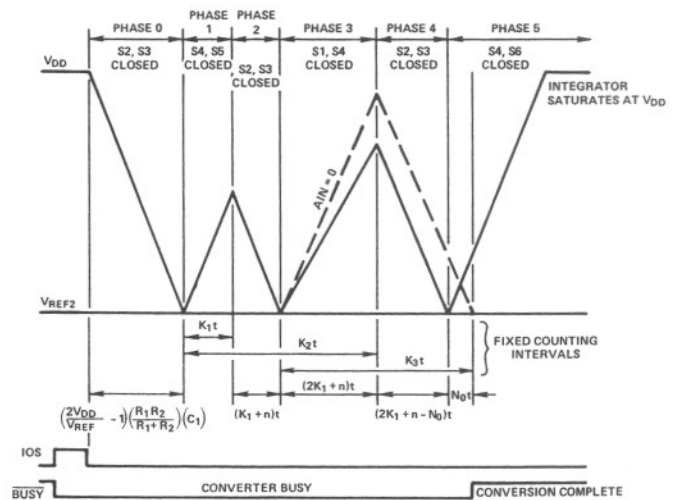 PHASE 0
PHASE 1
PHASE 2
PHASE 3
PHASE 4
PHASE 5
S2, S3 CLOSED
S4, S5 CLOSED
S2, S3 CLOSED
S1, S4 CLOSED
S2, S3 CLOSED
S4, S6 CLOSED
VDD
INTEGRATOR
SATURATES AT VDD
AIN = 0
VREF2
K1t
K2t
K3t
FIXED COUNTING
INTERVALS
(2VDD/VREF - 1)(R1R2/R1+R2)(C1)
(K1+n)t
(2K1+n)t
(2K1+n-N0)t
N0t
IOS
BUSY
CONVERTER BUSY
CONVERSION COMPLETE